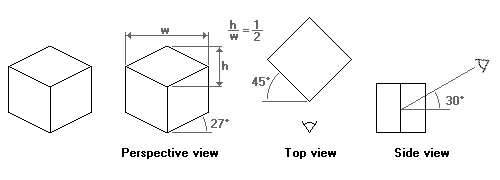 w
h
h/w = 1/2
45°
27°
30°
Perspective view
Top view
Side view